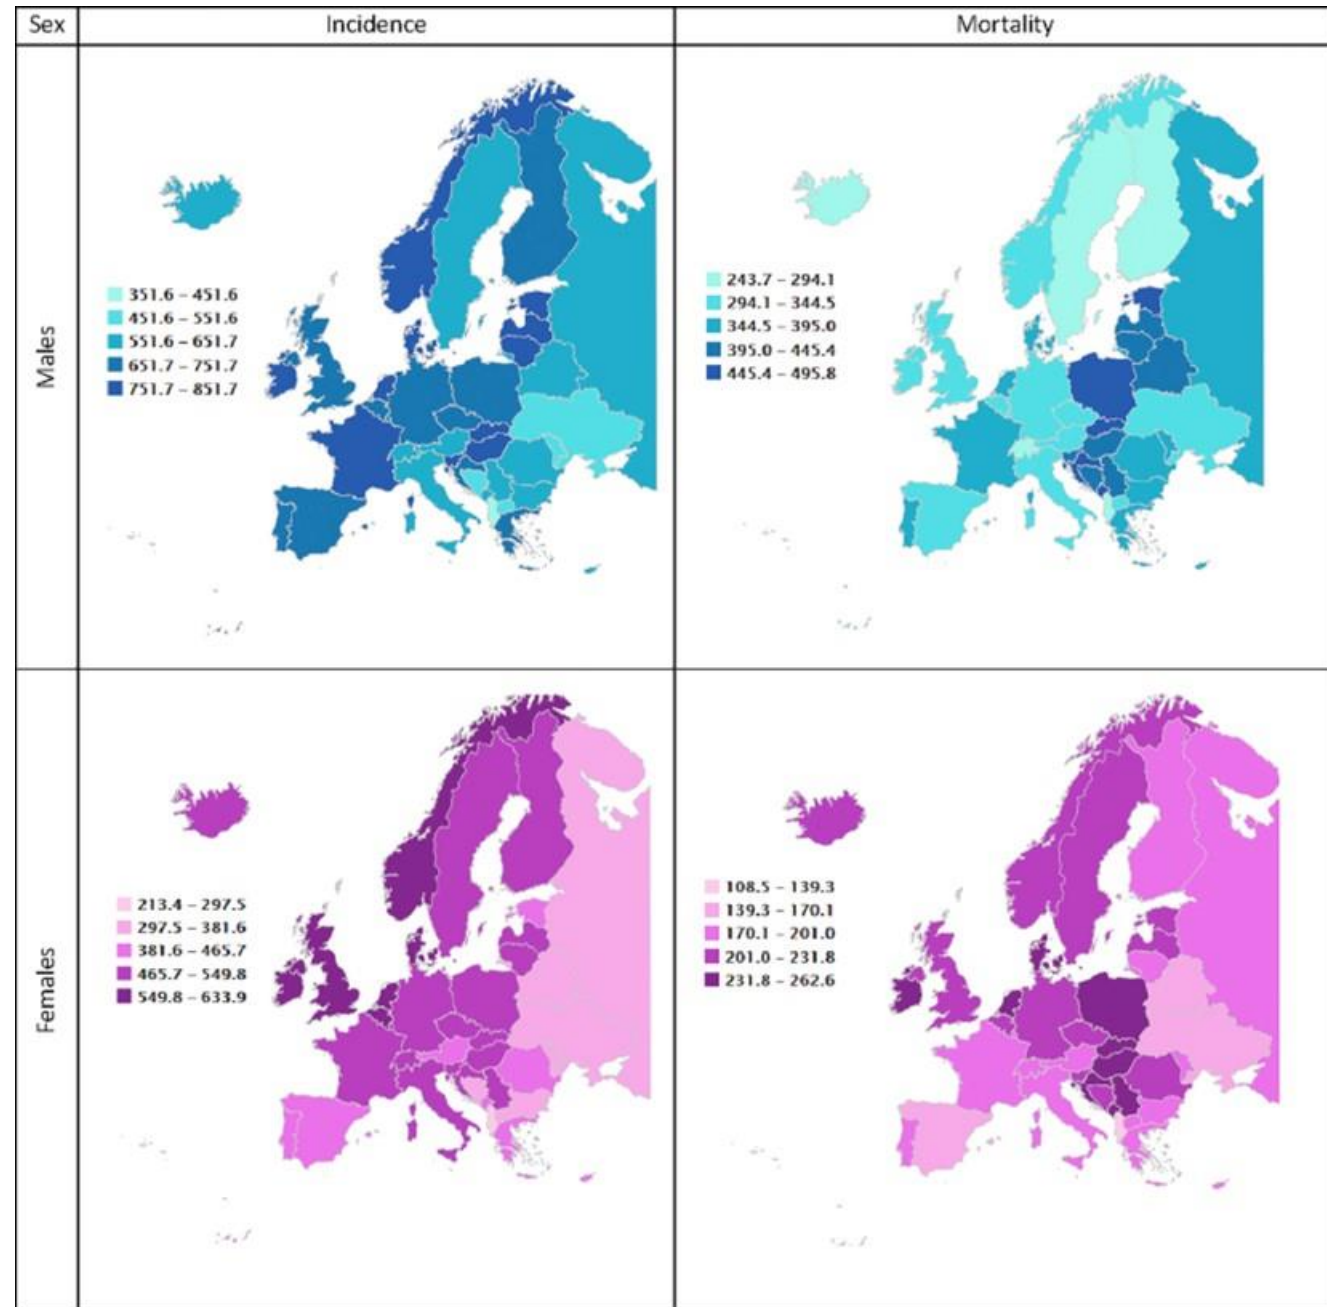 Sex Incidence Mortality
Males
351.6 – 451.6
451.6 – 551.6
551.6 – 651.7
651.7 – 751.7
751.7 – 851.7
243.7 – 294.1
294.1 – 344.5
344.5 – 395.0
395.0 – 445.4
445.4 – 495.8
Females
213.4 – 297.5
297.5 – 381.6
381.6 – 465.7
465.7 – 549.8
549.8 – 633.9
108.5 – 139.3
139.3 – 170.1
170.1 – 201.0
201.0 – 231.8
231.8 – 262.6